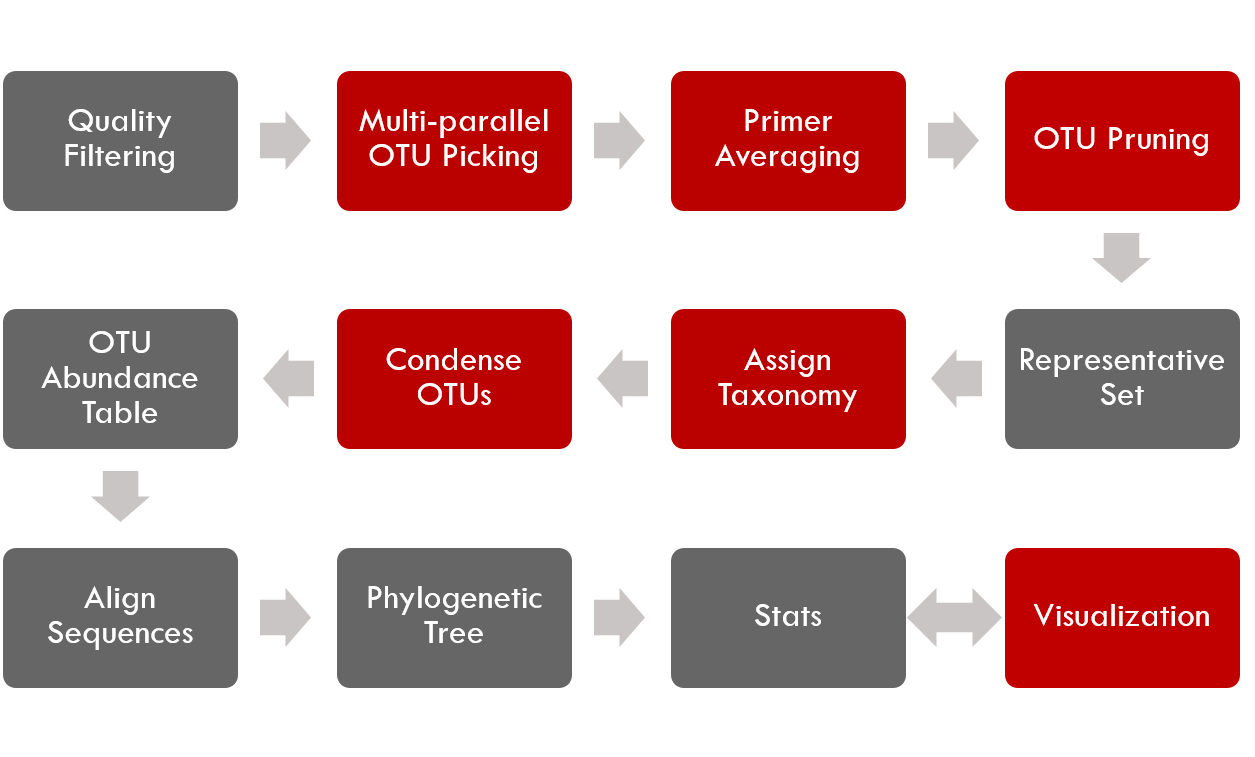 Quality
Filtering
Multi-parallel
OTU Picking
Primer
Averaging
OTU Pruning
Representative
Set
Assign
Taxonomy
Condense
OTUs
OTU
Abundance
Table
Align
Sequences
Phylogenetic
Tree
Stats
Visualization